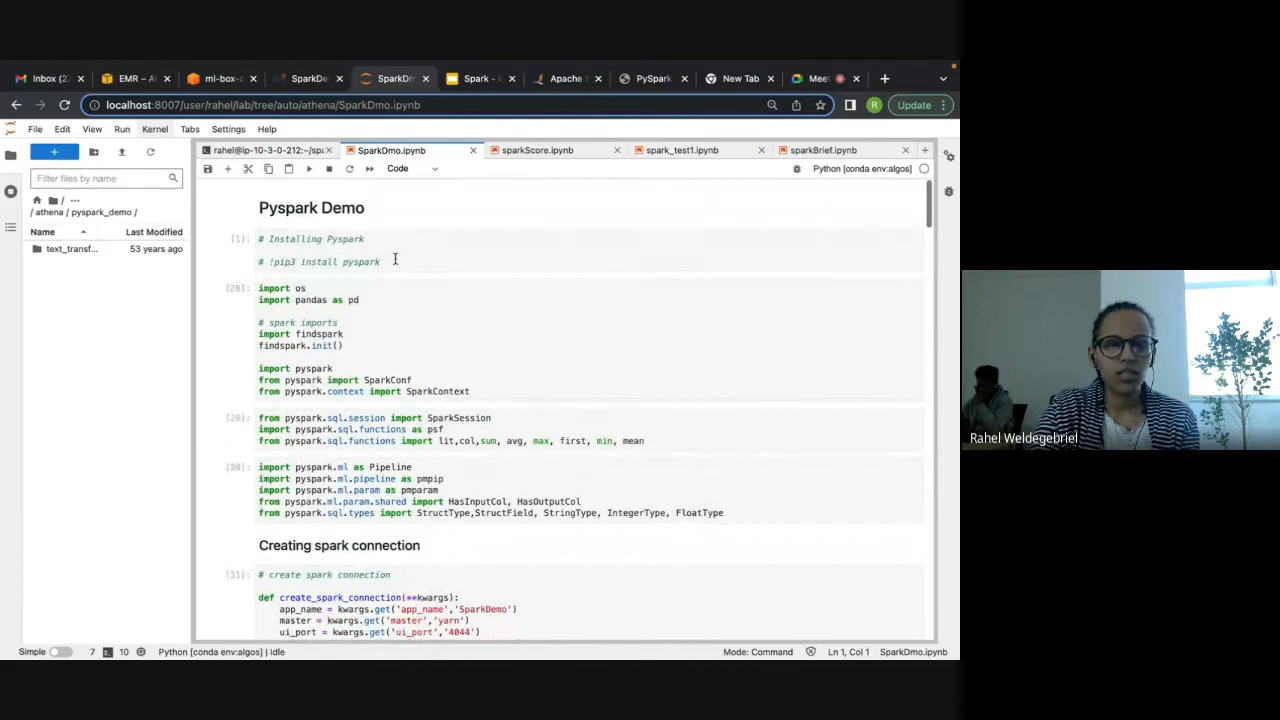 Inbox (2
EMR – A
ml-box-
SparkDe
SparkDm
Spark -
Apache
PySpark
New Tab
Meet
localhost:8007/user/rahel/lab/tree/auto/athena/SparkDmo.ipynb
R
Update
File Edit View Run Kernel Tabs Settings Help
rahel@ip-10-3-0-212:~/spa
SparkDmo.ipynb
sparkScore.ipynb
spark_test1.ipynb
sparkBrief.ipynb
Code
Python [conda env:algos]
Filter files by name
/ ...
/ athena / pyspark_demo /
Name
Last Modified
text_transf...
53 years ago
Pyspark Demo
[1]:
# Installing Pyspark
# !pip3 install pyspark
[28]:
import os
import pandas as pd
# spark imports
import findspark
findspark.init()
import pyspark
from pyspark import SparkConf
from pyspark.context import SparkContext
[29]:
from pyspark.sql.session import SparkSession
import pyspark.sql.functions as psf
from pyspark.sql.functions import lit,col,sum, avg, max, first, min, mean
[30]:
import pyspark.ml as Pipeline
import pyspark.ml.pipeline as pmpip
import pyspark.ml.param as pmparam
from pyspark.ml.param.shared import HasInputCol, HasOutputCol
from pyspark.sql.types import StructType,StructField, StringType, IntegerType, FloatType
Creating spark connection
[31]:
# create spark connection
def create_spark_connection(**kwargs):
app_name = kwargs.get('app_name','SparkDemo')
master = kwargs.get('master','yarn')
ui_port = kwargs.get('ui_port','4044')
Simple
7
10
Python [conda env:algos] | Idle
Mode: Command
Ln 1, Col 1
SparkDmo.ipynb
Rahel Weldegebriel